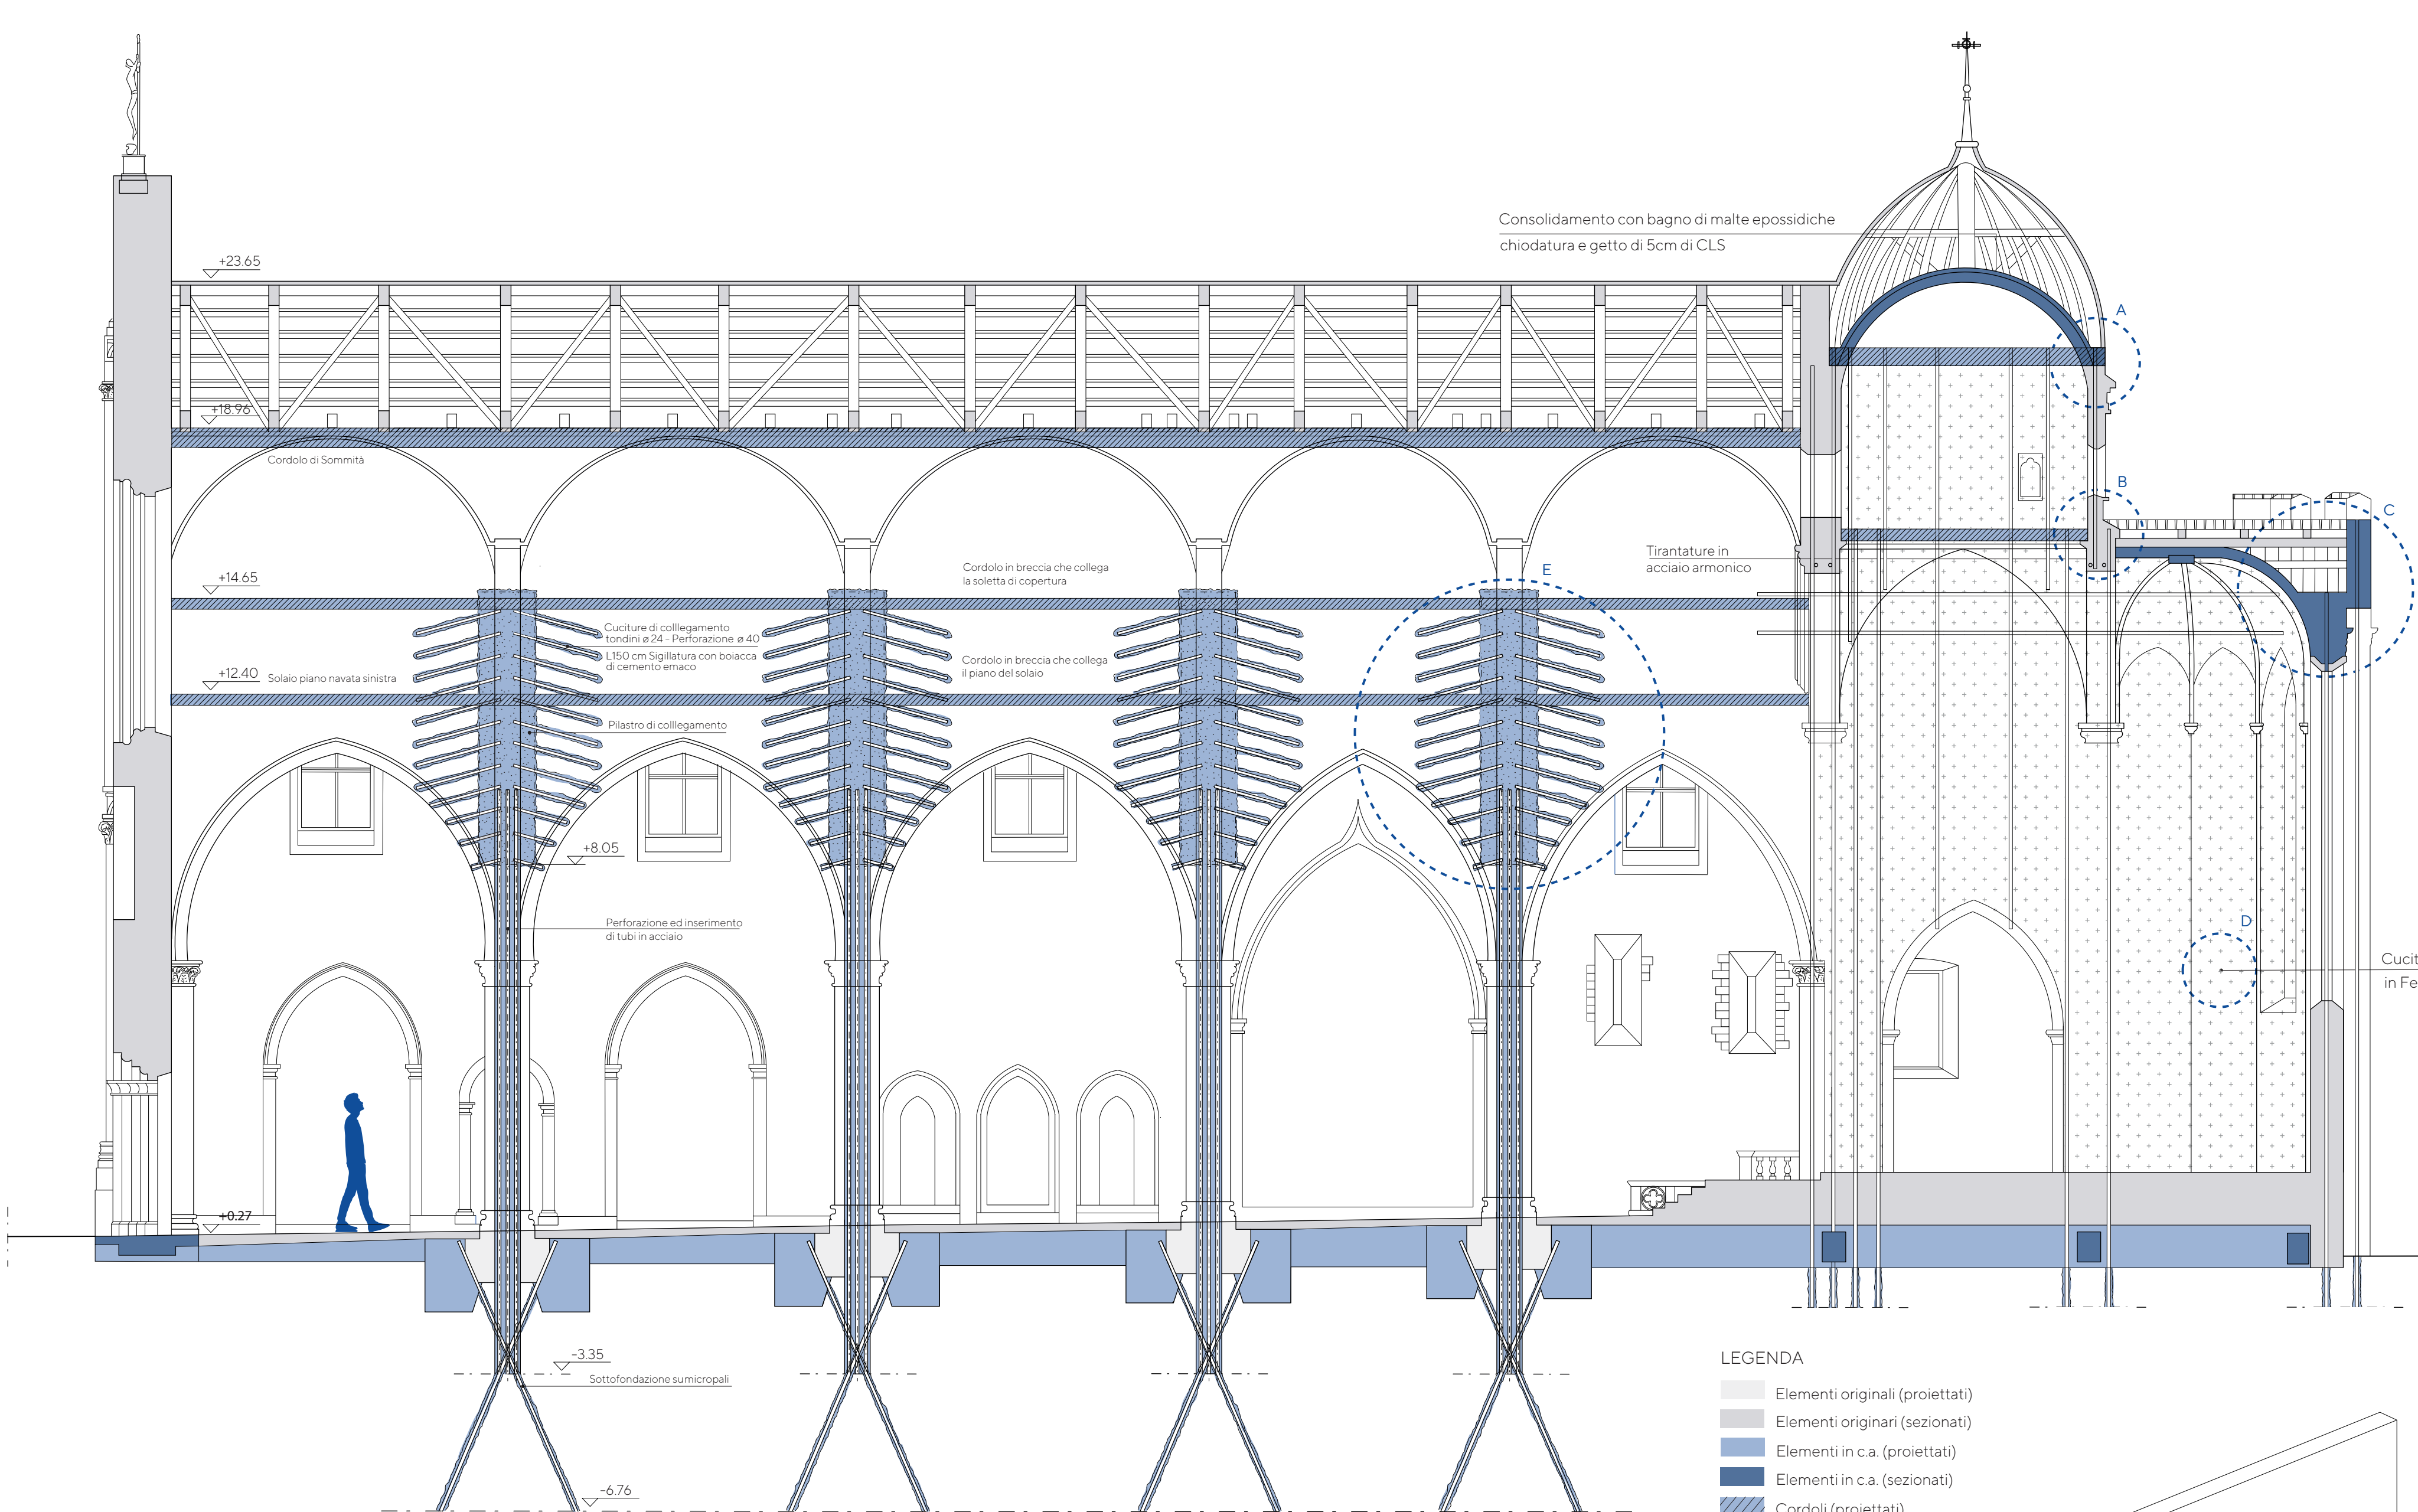 Consolidamento con bagno di malte epossidiche
chiodatura e getto di 5cm di CLS
+23.65
A
+18.96
Cordolo di Sommità
B
C
Tirantature in
acciaio armonico
Cordolo in breccia che collega
la soletta di copertura
E
+14.65
Cuciture di colllegamento
tondini ø 24 - Perforazione ø 40
L150 cm Sigillatura con boiacca
di cemento emaco
Cordolo in breccia che collega
il piano del solaio
+12.40
Solaio piano navata sinistra
Pilastro di colllegamento
+8.05
Perforazione ed inserimento
di tubi in acciaio
D
Cucit
in Fe
+0.27
-3.35
Sottofondazione sumicropali
-6.76
LEGENDA
Elementi originali (proiettati)
Elementi originari (sezionati)
Elementi in c.a. (proiettati)
Elementi in c.a. (sezionati)
Cordoli (proiettati)